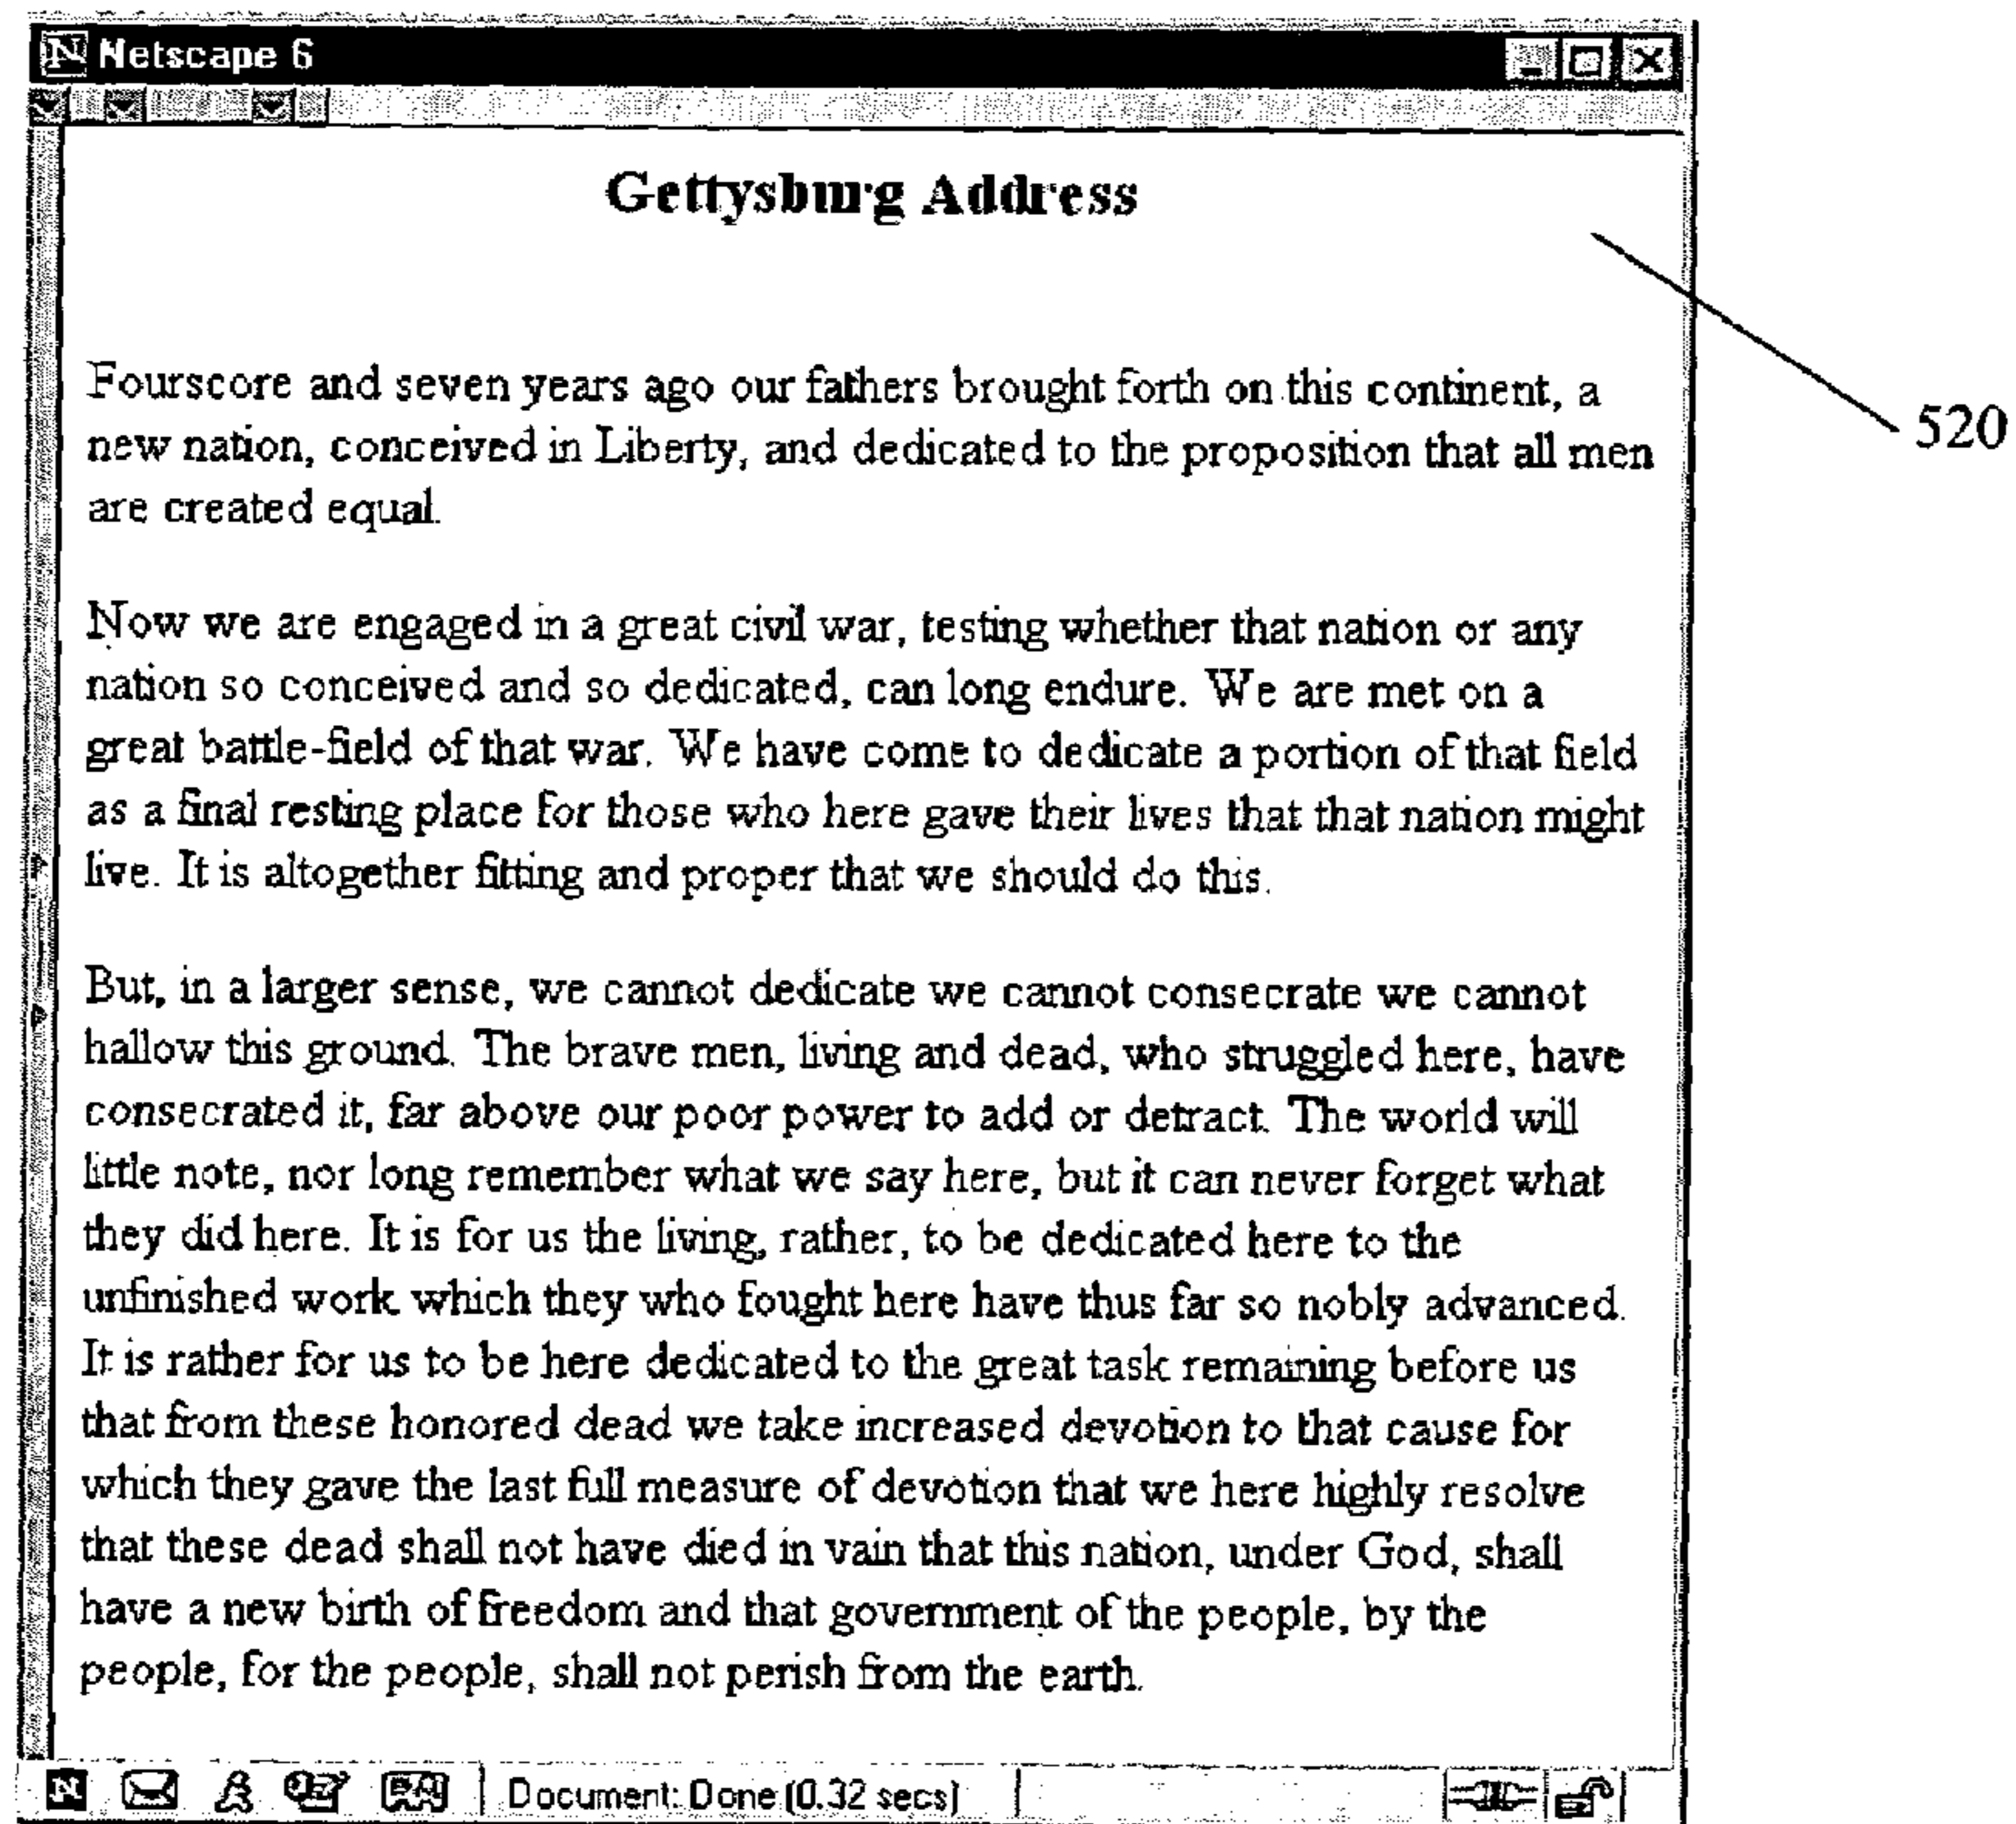 Netscape 6
Gettysburg Address
520
Fourscore and seven years ago our fathers brought forth on this continent, a
new nation, conceived in Liberty, and dedicated to the proposition that all men
are created equal.
Now we are engaged in a great civil war, testing whether that nation or any
nation so conceived and so dedicated, can long endure. We are met on a
great battle-field of that war. We have come to dedicate a portion of that field
as a final resting place for those who here gave their lives that that nation might
live. It is altogether fitting and proper that we should do this.
But, in a larger sense, we cannot dedicate we cannot consecrate we cannot
hallow this ground. The brave men, living and dead, who struggled here, have
consecrated it, far above our poor power to add or detract. The world will
little note, nor long remember what we say here, but it can never forget what
they did here. It is for us the living, rather, to be dedicated here to the
unfinished work which they who fought here have thus far so nobly advanced.
It is rather for us to be here dedicated to the great task remaining before us
that from these honored dead we take increased devotion to that cause for
which they gave the last full measure of devotion that we here highly resolve
that these dead shall not have died in vain that this nation, under God, shall
have a new birth of freedom and that government of the people, by the
people, for the people, shall not perish from the earth.
Document: Done (0.32 secs)